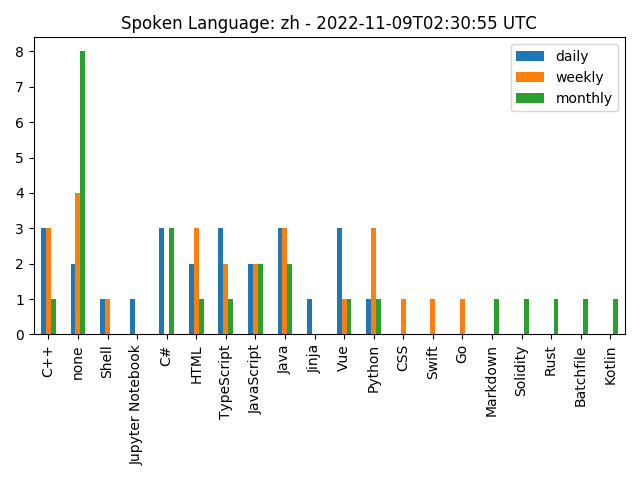 Spoken Language: zh - 2022-11-09T02:30:55 UTC
daily
weekly
monthly
8
7
6
5
4
3
2
1
0
C++
none
Shell
Jupyter Notebook
C#
HTML
TypeScript
JavaScript
Java
Jinja
Vue
Python
CSS
Swift
Go
Markdown
Solidity
Rust
Batchfile
Kotlin